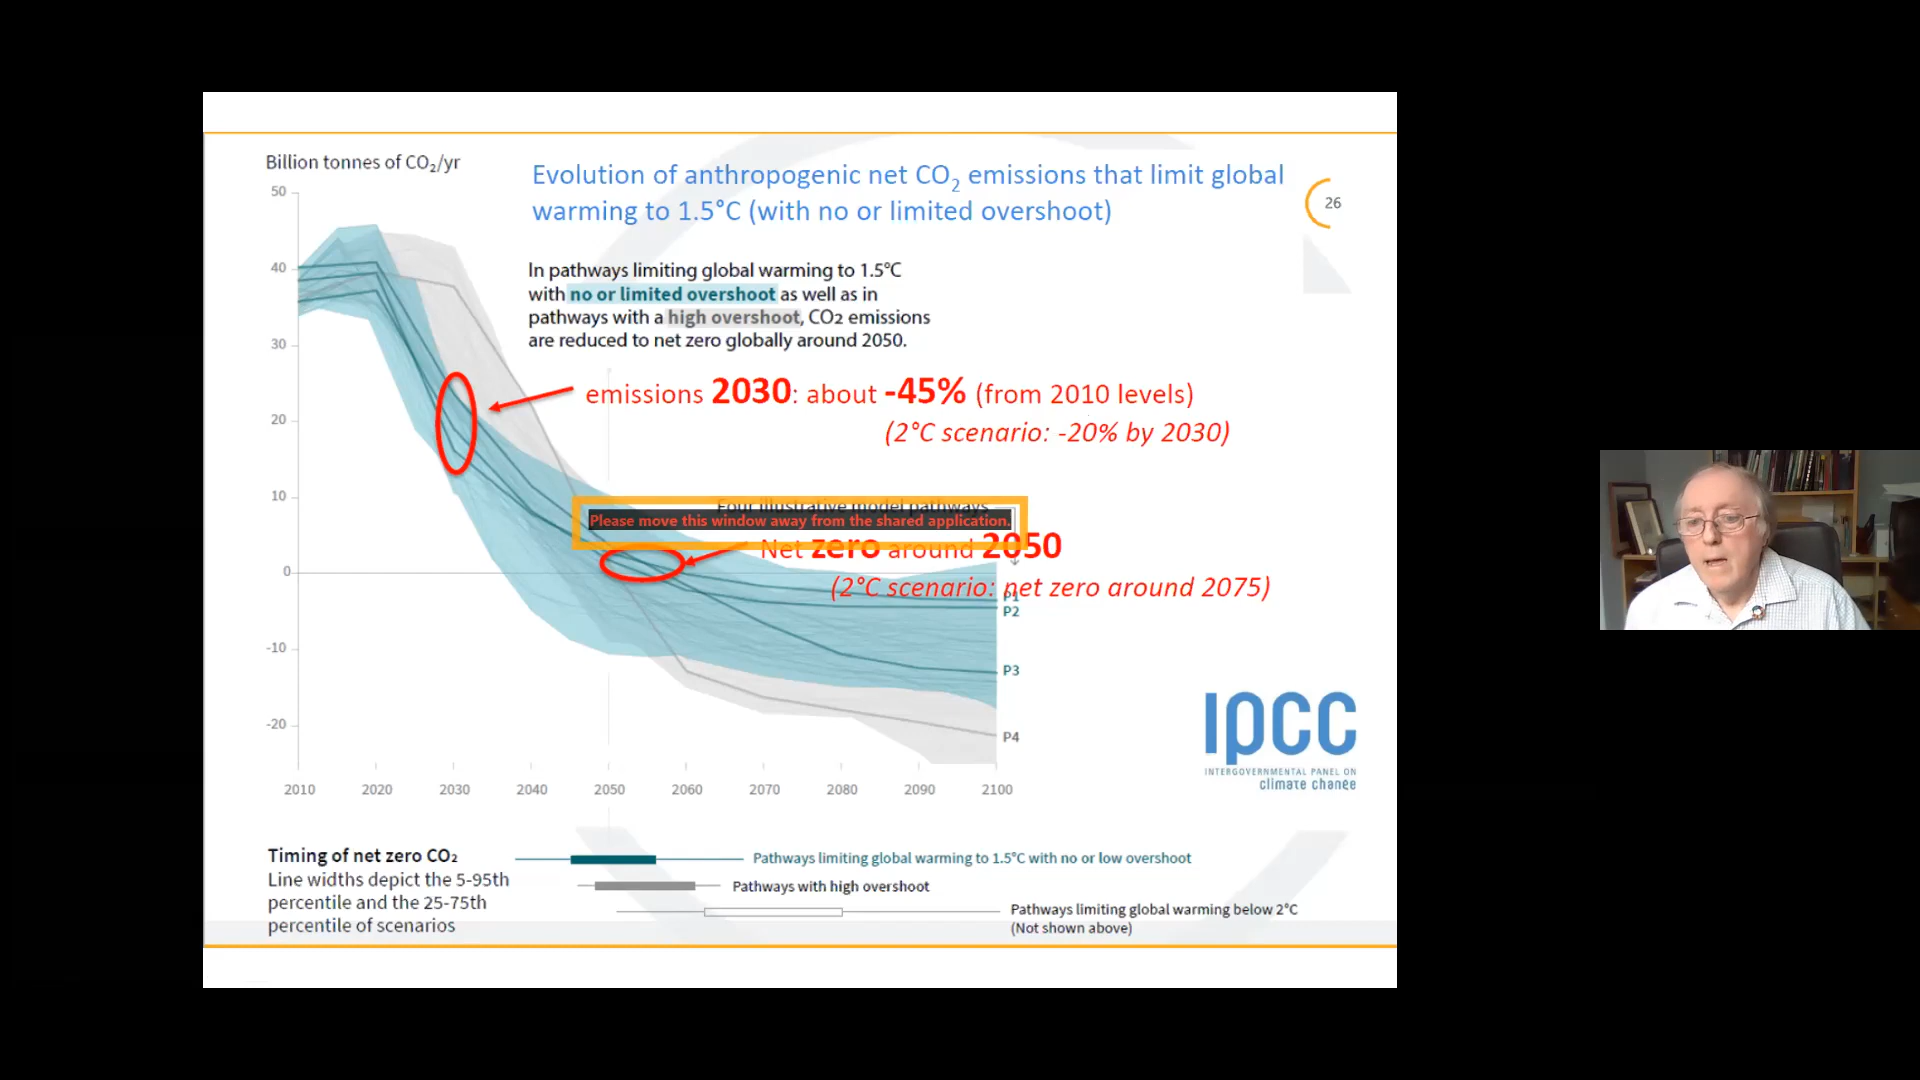 Billion tonnes of CO₂/yr
Evolution of anthropogenic net CO₂ emissions that limit global
warming to 1.5°C (with no or limited overshoot)
26
50
40
30
20
10
0
-10
-20
In pathways limiting global warming to 1.5°C
with no or limited overshoot as well as in
pathways with a high overshoot, CO2 emissions
are reduced to net zero globally around 2050.
emissions 2030: about -45% (from 2010 levels)
(2°C scenario: -20% by 2030)
Four illustrative model pathways
Please move this window away from the shared application.
Net zero around 2050
(2°C scenario: net zero around 2075)
P1
P2
P3
P4
2010 2020 2030 2040 2050 2060 2070 2080 2090 2100
ipcc
INTERGOVERNMENTAL PANEL ON
climate change
Timing of net zero CO₂
Line widths depict the 5-95th
percentile and the 25-75th
percentile of scenarios
Pathways limiting global warming to 1.5°C with no or low overshoot
Pathways with high overshoot
Pathways limiting global warming below 2°C
(Not shown above)